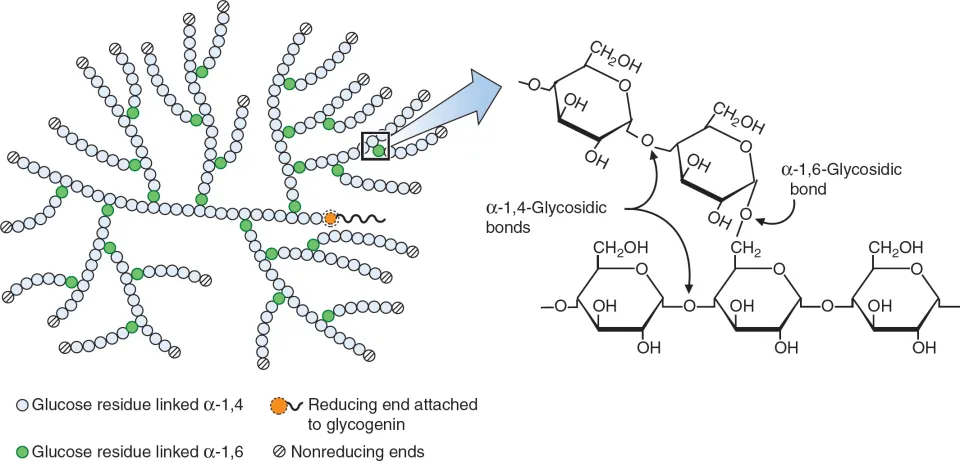 CH₂OH
O
O
OH
OH
O
CH₂OH
O
OH
OH
O
α-1,6-Glycosidic
bond
α-1,4-Glycosidic
bonds
CH₂OH
O
CH₂
O
CH₂OH
O
O
OH
O
OH
O
OH
OH
OH
OH
Glucose residue linked α-1,4
Reducing end attached
to glycogenin
Glucose residue linked α-1,6
Nonreducing ends